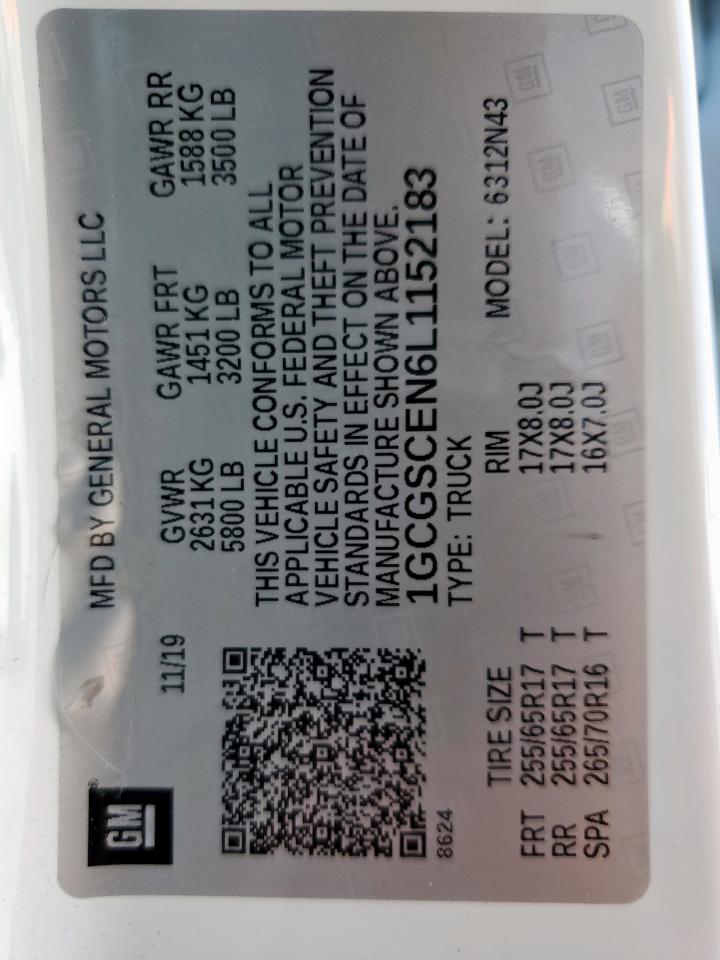 GM®
MFD BY GENERAL MOTORS LLC
11/19
GVWR GAWR FRT GAWR RR
2631 KG 1451 KG 1588 KG
5800 LB 3200 LB 3500 LB
THIS VEHICLE CONFORMS TO ALL
APPLICABLE U.S. FEDERAL MOTOR
VEHICLE SAFETY AND THEFT PREVENTION
STANDARDS IN EFFECT ON THE DATE OF
MANUFACTURE SHOWN ABOVE.
1GCGSCEN6L1152183
8624
TYPE: TRUCK
TIRE SIZE RIM MODEL: 6312N43
FRT 255/65R17 T 17X8.0J
RR 255/65R17 T 17X8.0J
SPA 265/70R16 T 16X7.0J